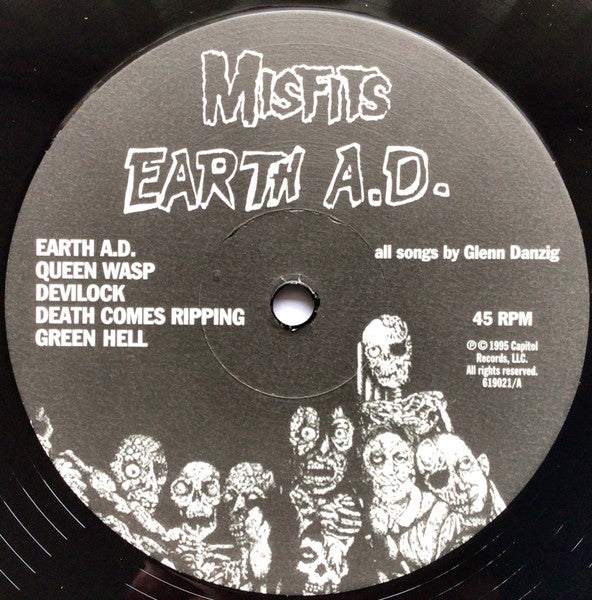 MISFITS
EARTH A.D.
EARTH A.D.
QUEEN WASP
DEVILOCK
DEATH COMES RIPPING
GREEN HELL
all songs by Glenn Danzig
45 RPM
℗ © 1995 Capitol
Records, LLC.
All rights reserved.
619021/A